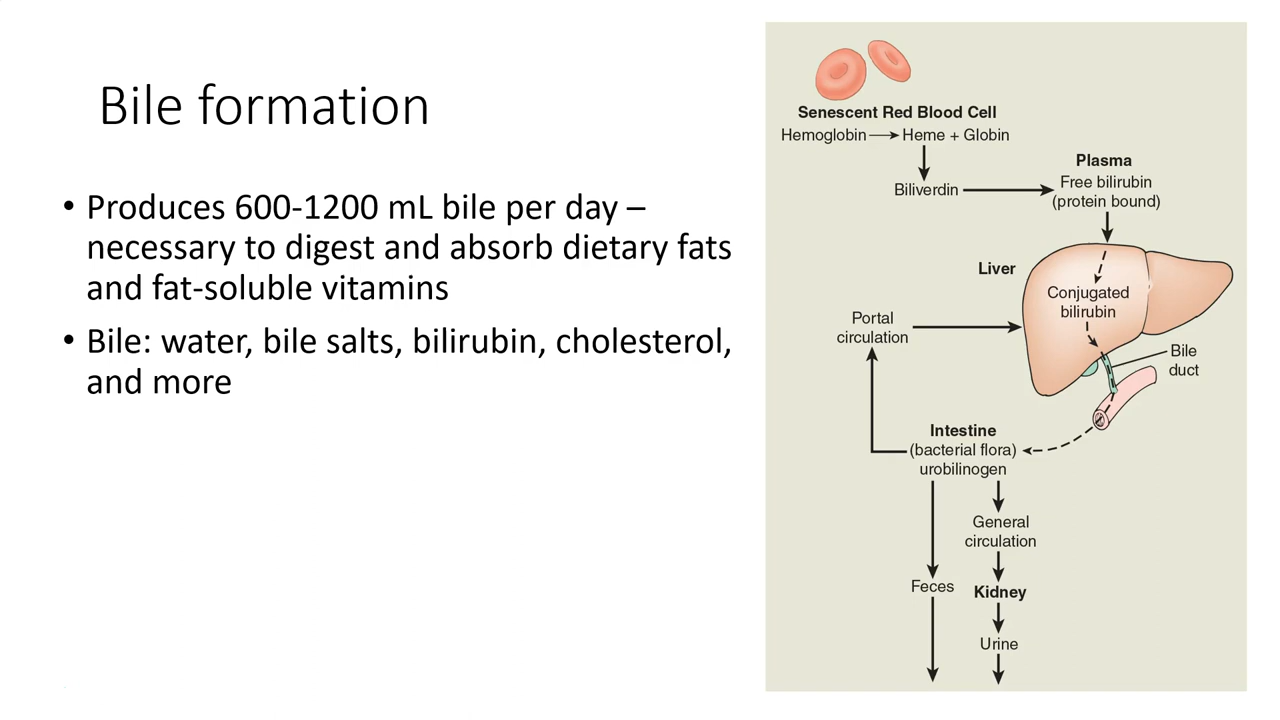 Bile formation
• Produces 600-1200 mL bile per day –
necessary to digest and absorb dietary fats
and fat-soluble vitamins
• Bile: water, bile salts, bilirubin, cholesterol,
and more
Senescent Red Blood Cell
Hemoglobin → Heme + Globin
Biliverdin
Plasma
Free bilirubin
(protein bound)
Liver
Conjugated
bilirubin
Portal
circulation
Bile
duct
Intestine
(bacterial flora)
urobilinogen
General
circulation
Feces
Kidney
Urine